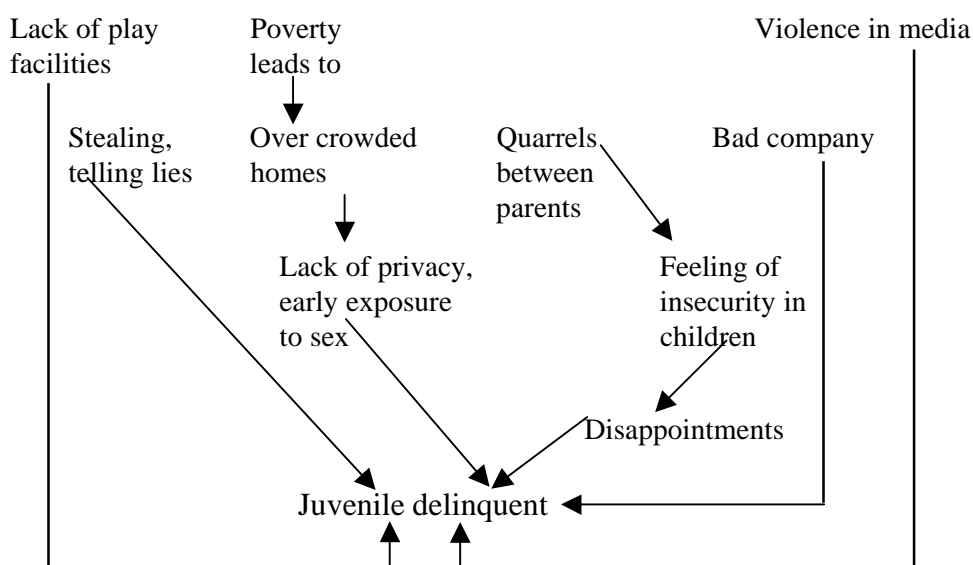 Lack of play
facilities
Poverty
leads to
Violence in media
Stealing,
telling lies
Over crowded
homes
Quarrels
between
parents
Bad company
Lack of privacy,
early exposure
to sex
Feeling of
insecurity in
children
Disappointments
Juvenile delinquent